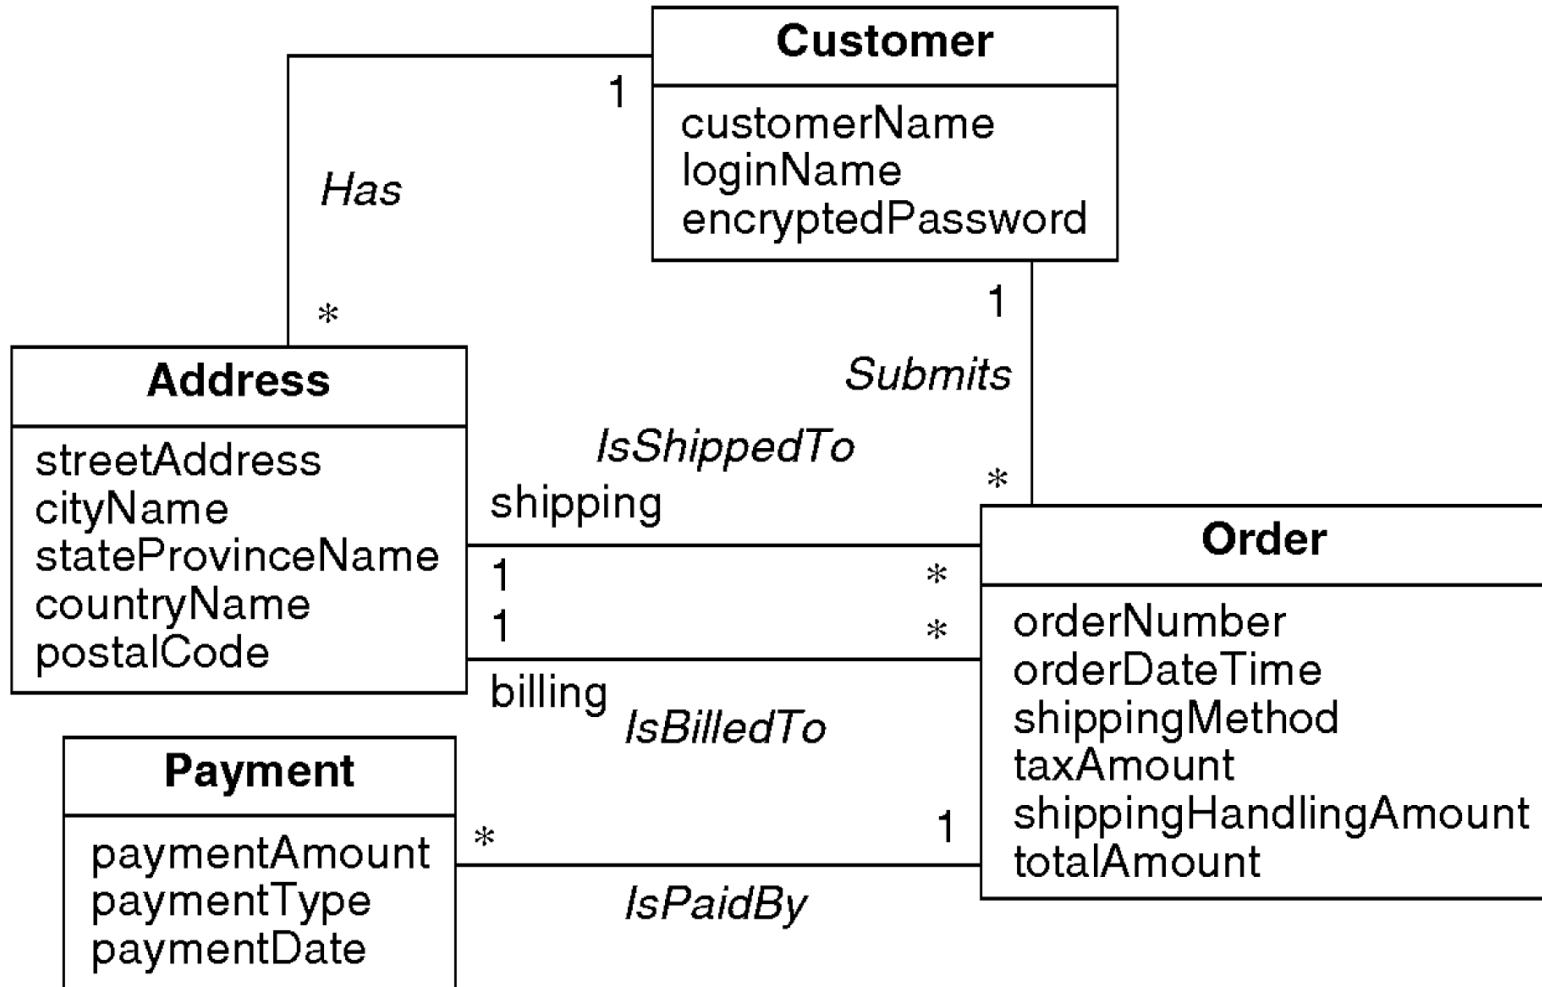 Customer
customerName
loginName
encryptedPassword
1
Has
*
1
Submits
*
Address
streetAddress
cityName
stateProvinceName
countryName
postalCode
IsShippedTo
shipping
1
*
1
*
billing
IsBilledTo
Order
orderNumber
orderDateTime
shippingMethod
taxAmount
shippingHandlingAmount
totalAmount
Payment
paymentAmount
paymentType
paymentDate
*
1
IsPaidBy